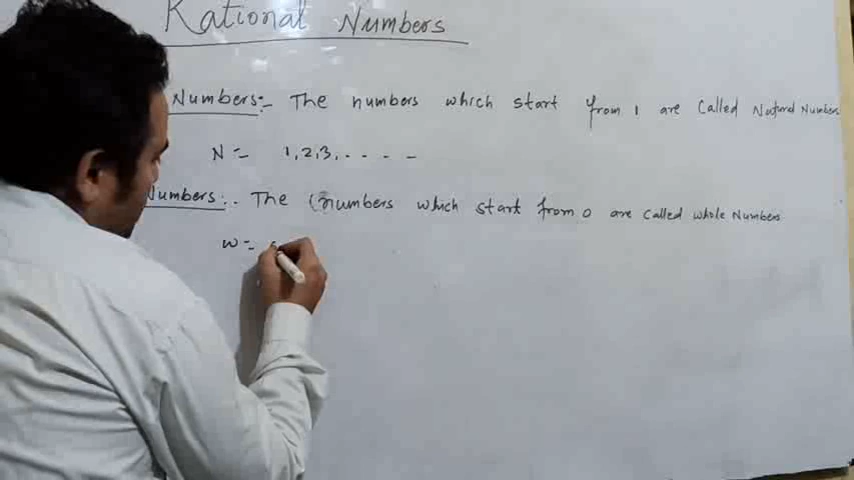 Rational Numbers
Numbers:- The numbers which start from 1 are called Natural Numbers
N = 1,2,3,- - - -
Numbers:- The numbers which start from 0 are called whole Numbers
W =